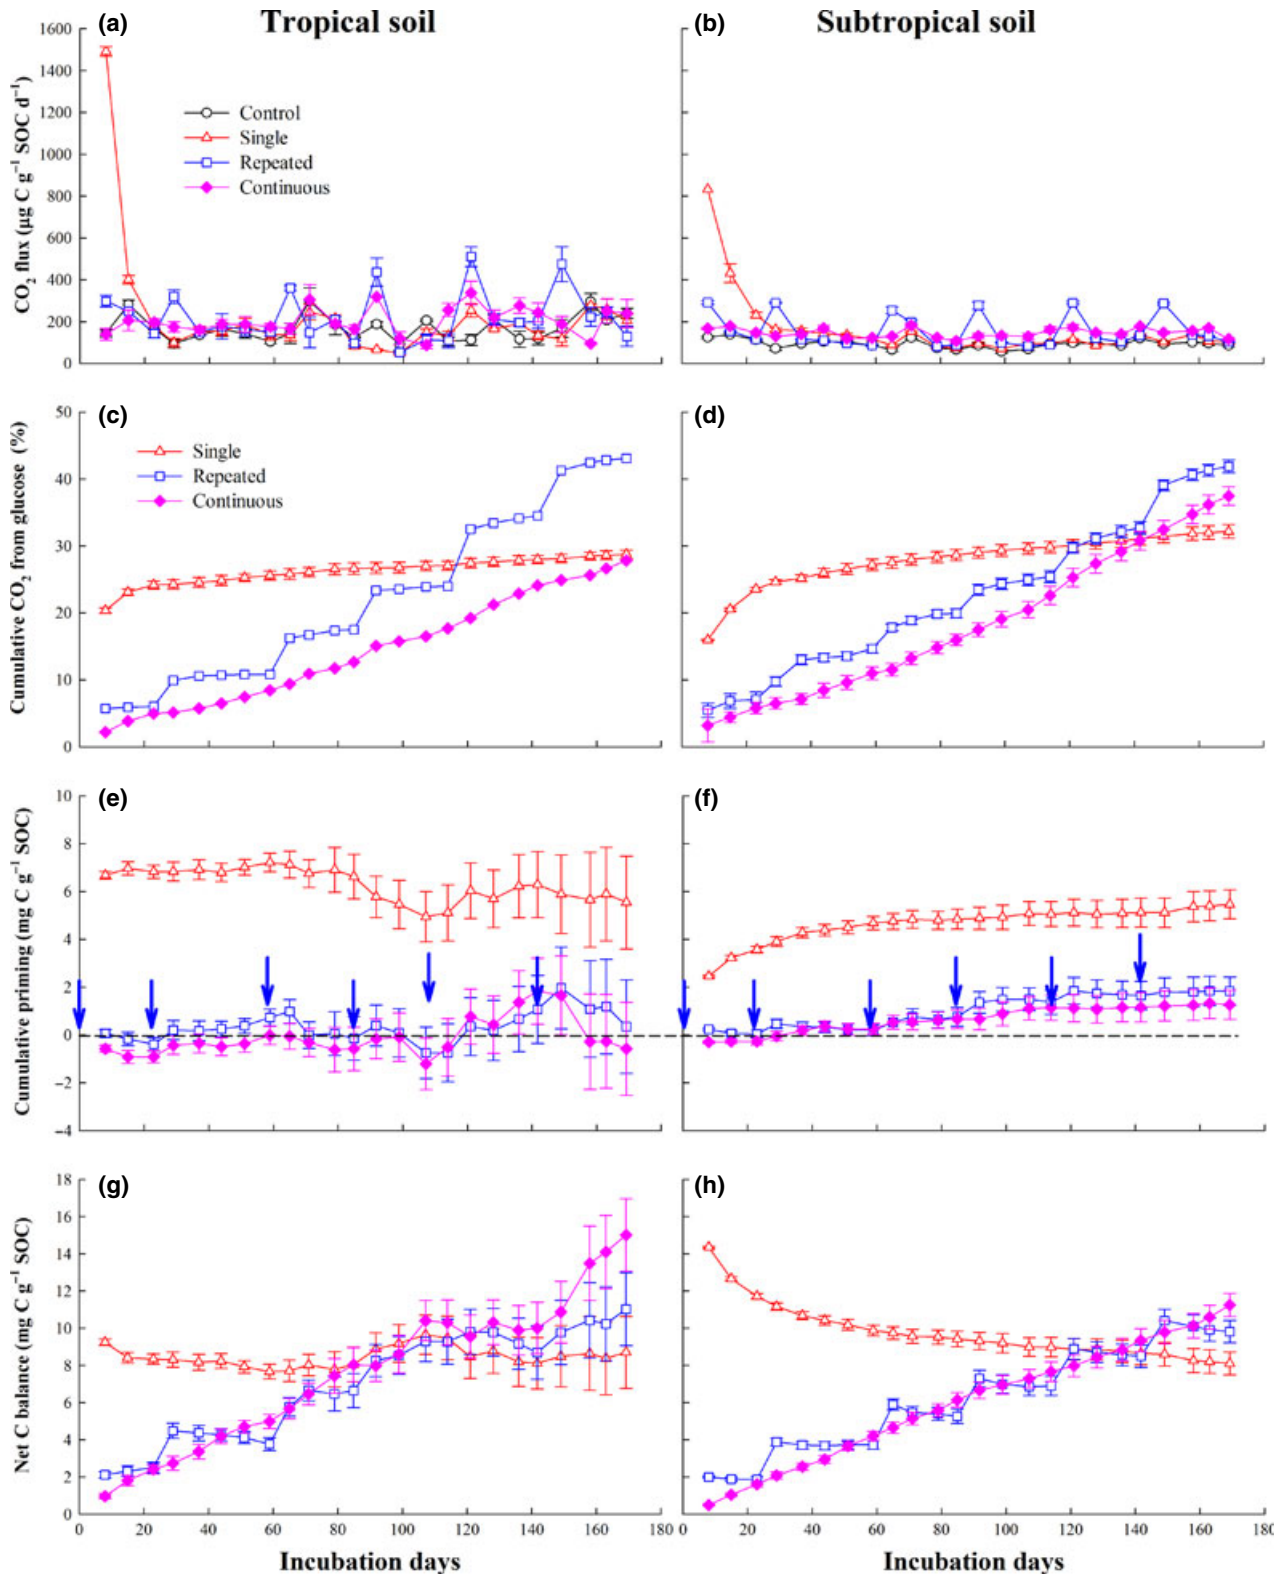 Tropical soil
Subtropical soil
(a)
(b)
CO₂ flux (µg C g⁻¹ SOC d⁻¹)
1600
1400
1200
1000
800
600
400
200
0
Control
Single
Repeated
Continuous
(c)
(d)
Cumulative CO₂ from glucose (%)
50
40
30
20
10
0
Single
Repeated
Continuous
(e)
(f)
Cumulative priming (mg C g⁻¹ SOC)
10
8
6
4
2
0
−2
−4
(g)
(h)
Net C balance (mg C g⁻¹ SOC)
18
16
14
12
10
8
6
4
2
0
0 20 40 60 80 100 120 140 160 180
0 20 40 60 80 100 120 140 160 180
Incubation days
Incubation days